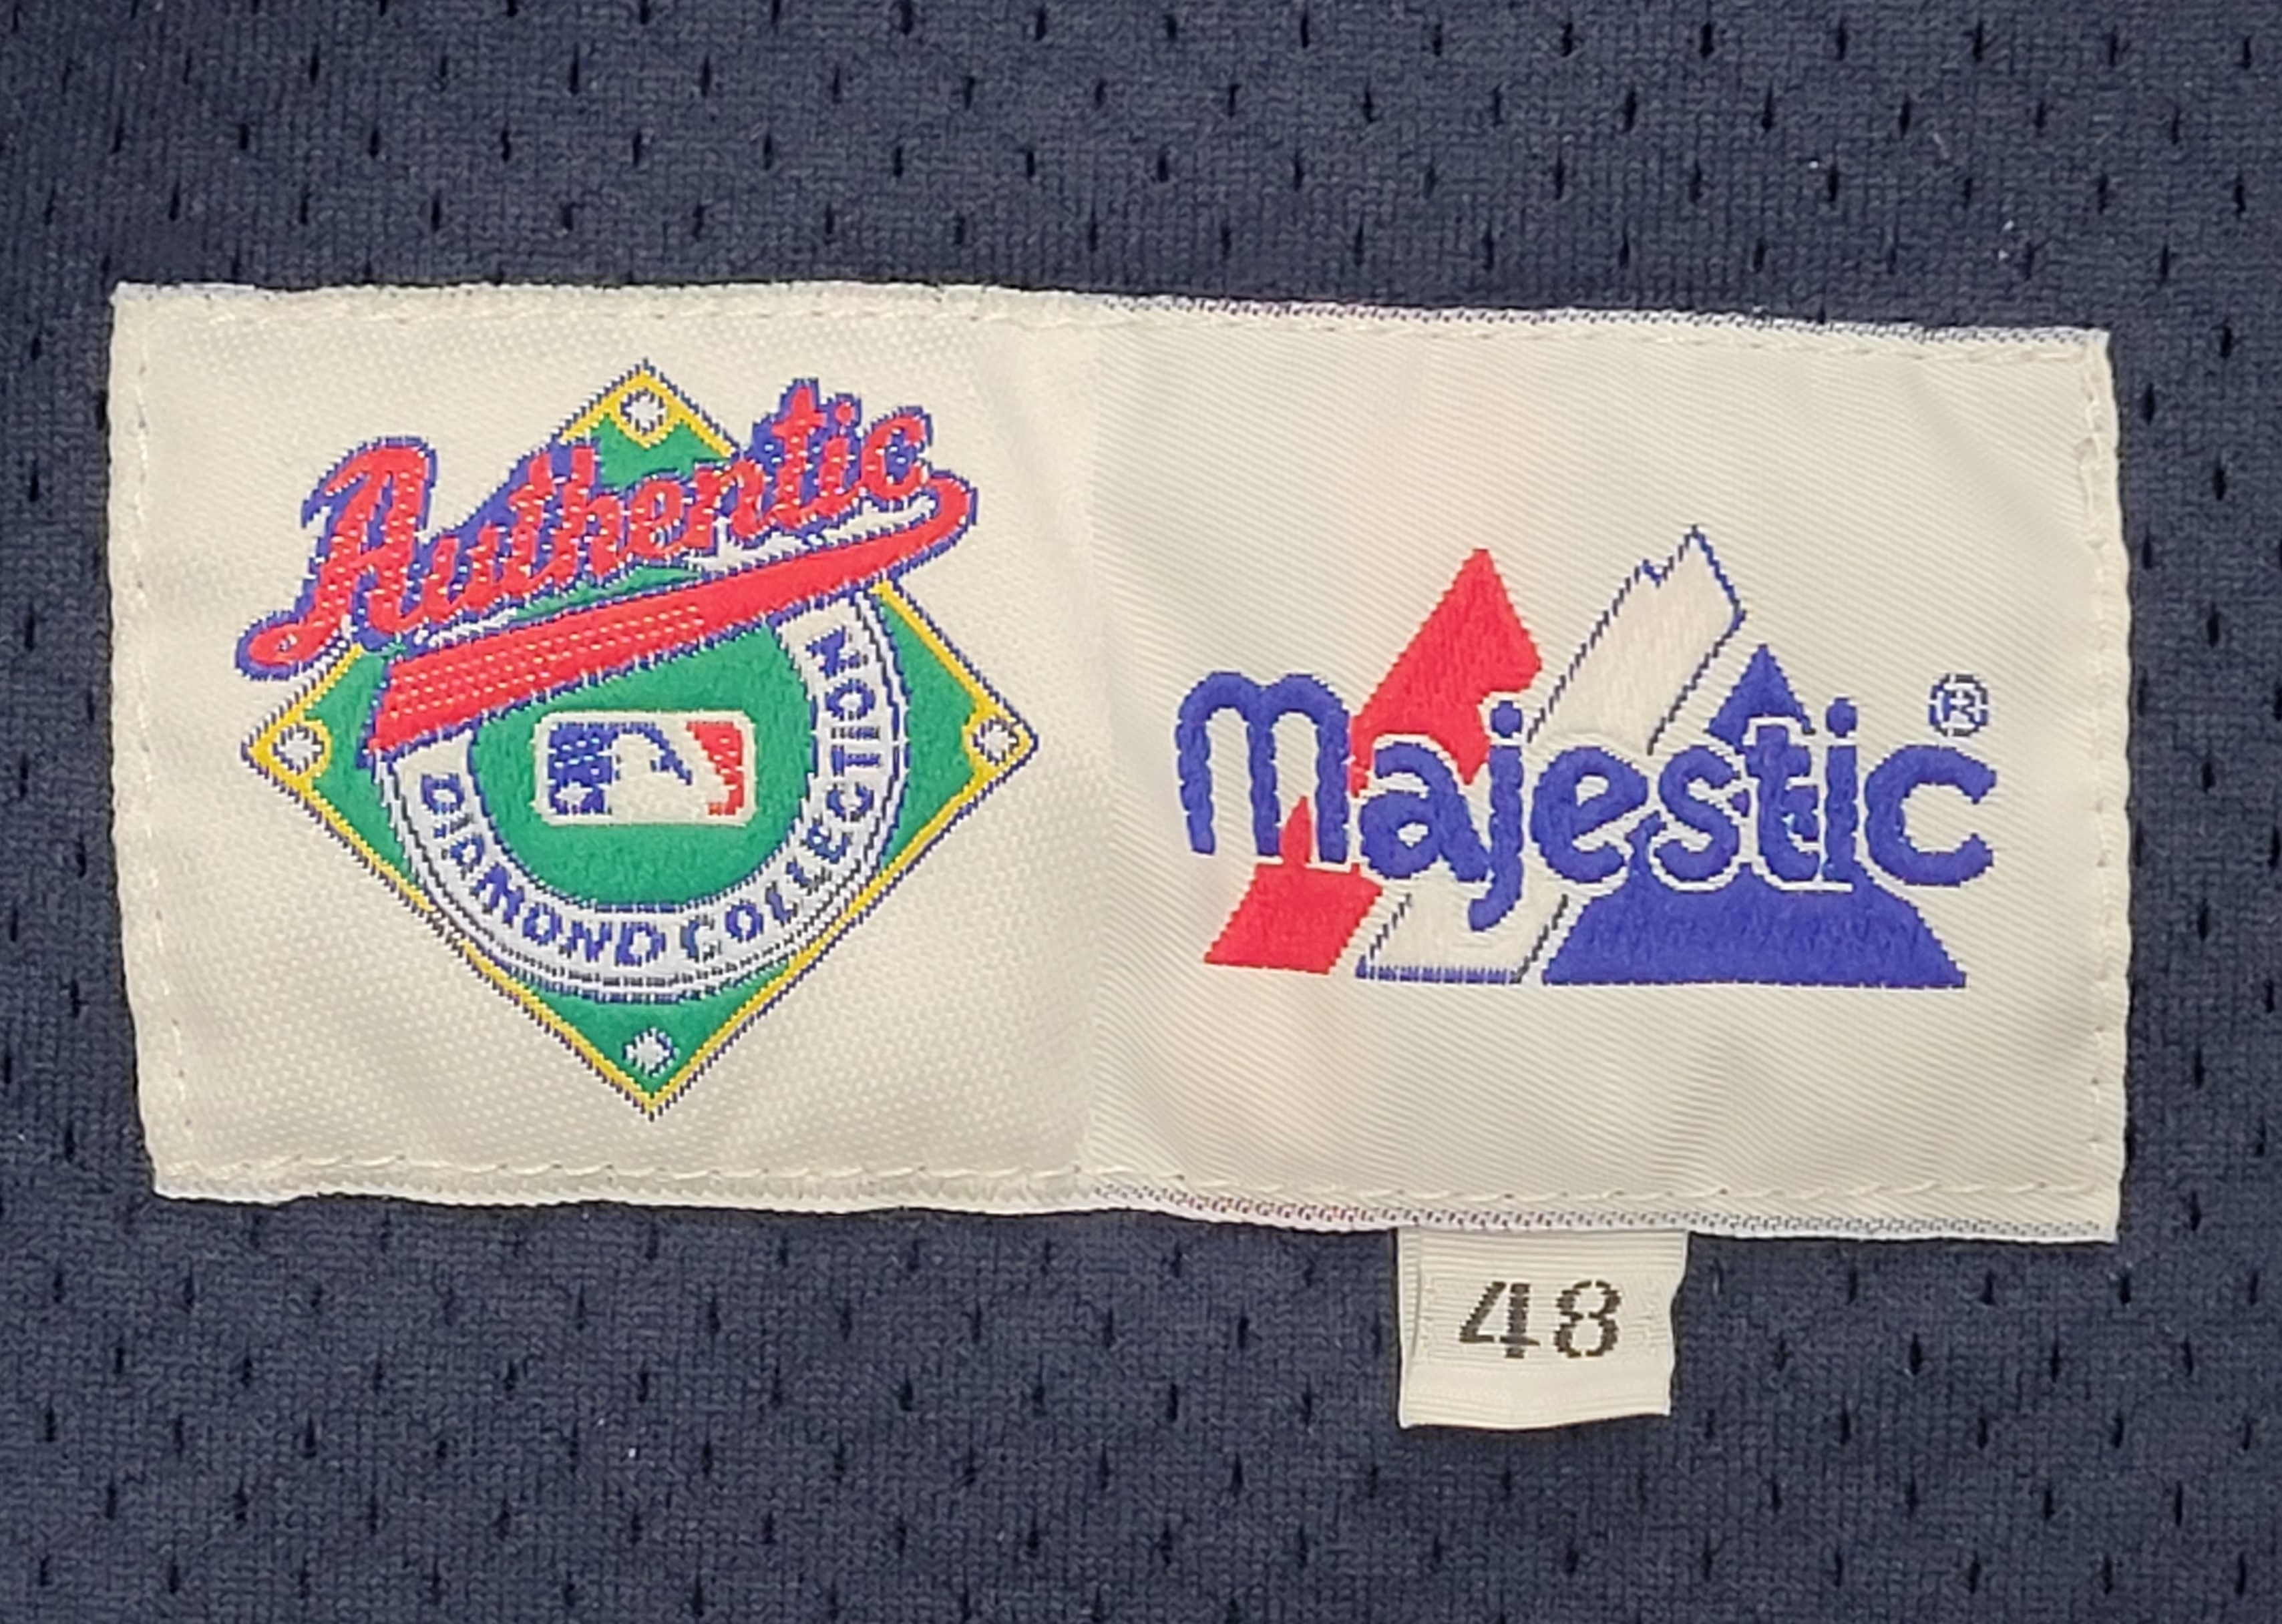 Authentic
DIAMOND COLLECTION
majestic®
48